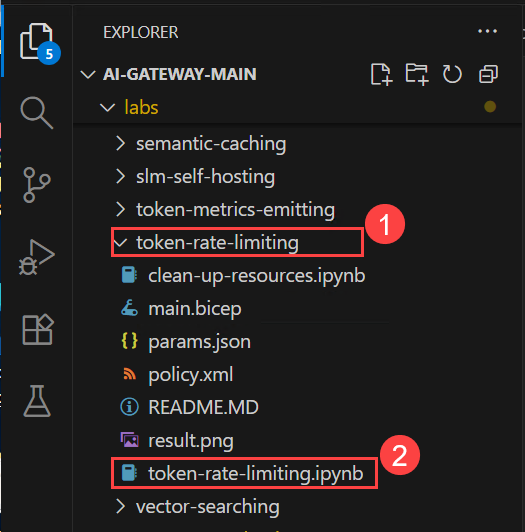 EXPLORER
5
AI-GATEWAY-MAIN
labs
semantic-caching
slm-self-hosting
token-metrics-emitting
token-rate-limiting
1
clean-up-resources.ipynb
main.bicep
{} params.json
policy.xml
README.MD
result.png
token-rate-limiting.ipynb
2
vector-searching